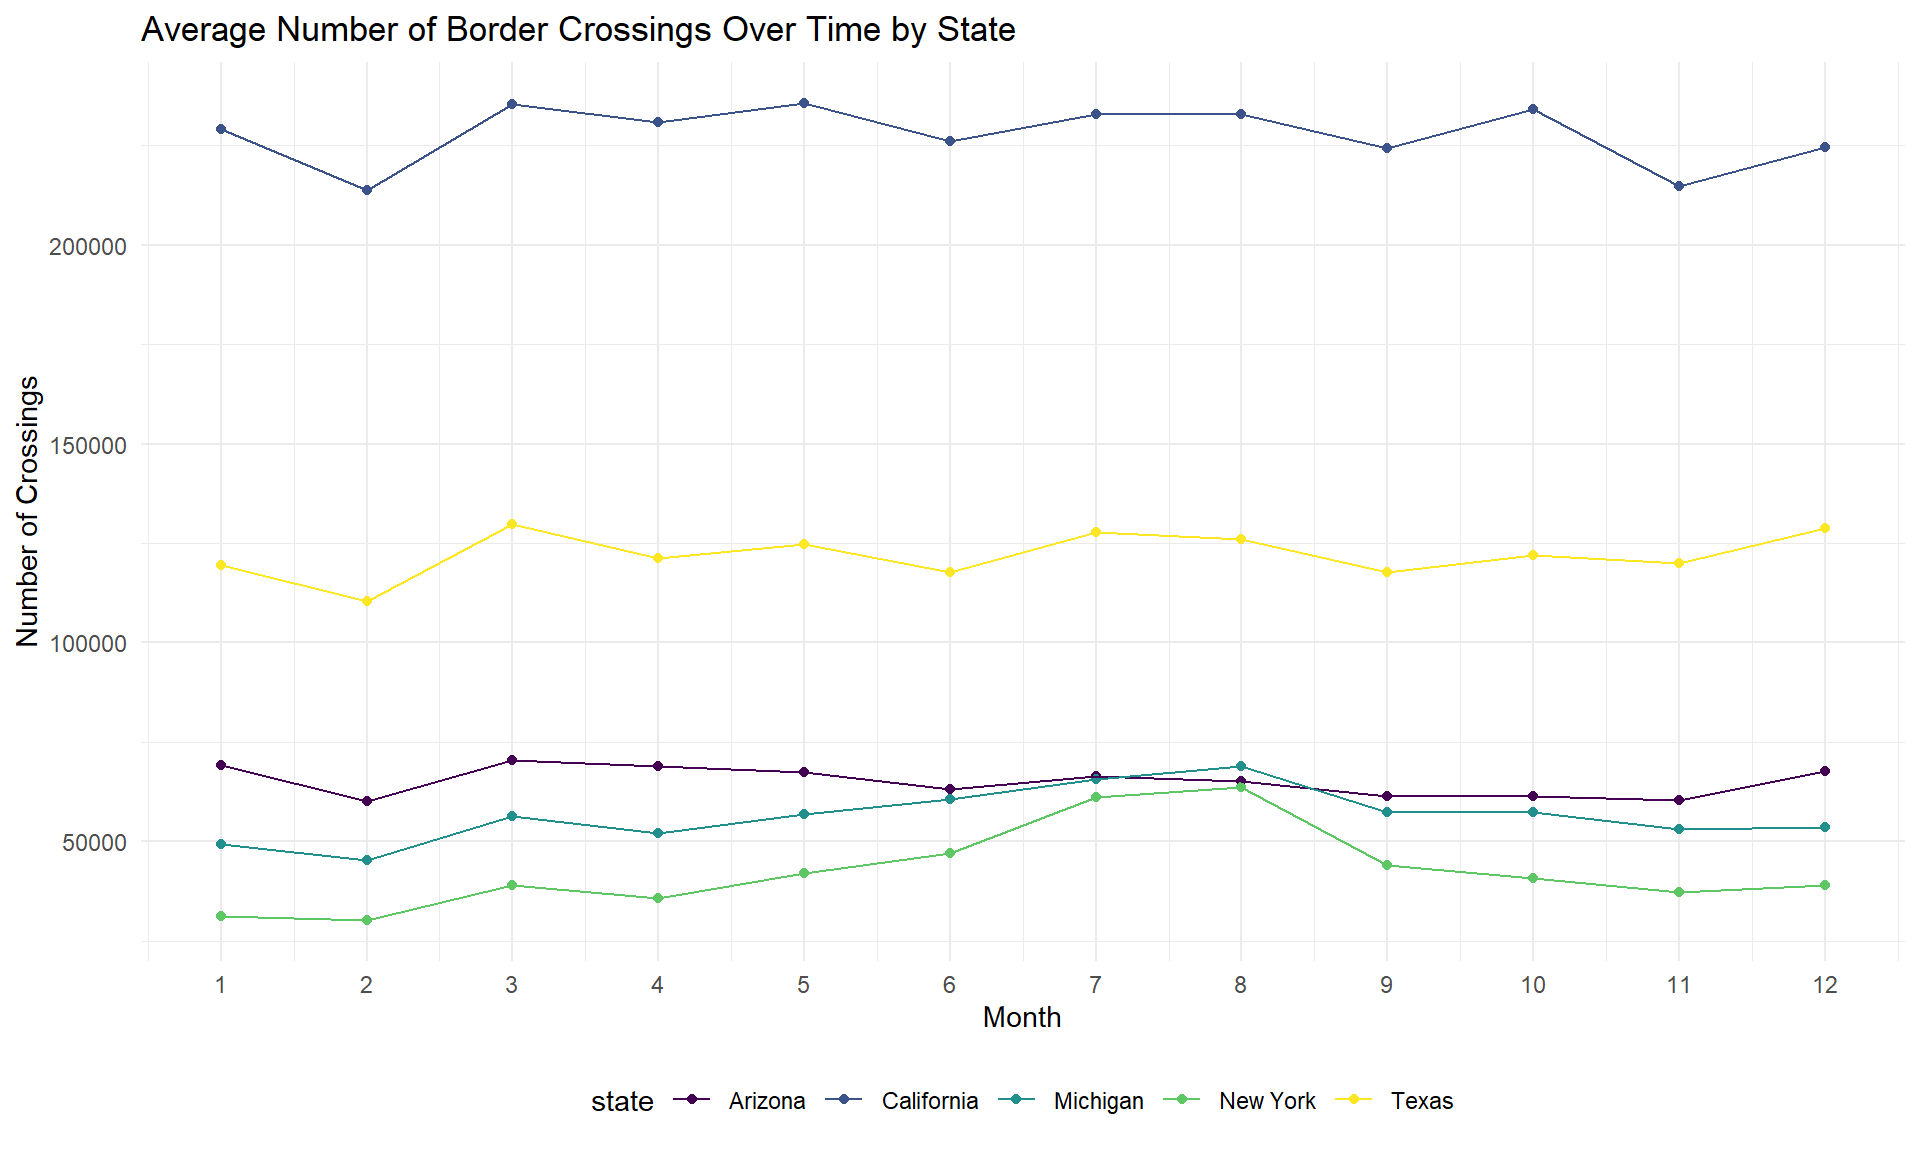 Average Number of Border Crossings Over Time by State
Number of Crossings
200000
150000
100000
50000
1 2 3 4 5 6 7 8 9 10 11 12
Month
state Arizona California Michigan New York Texas